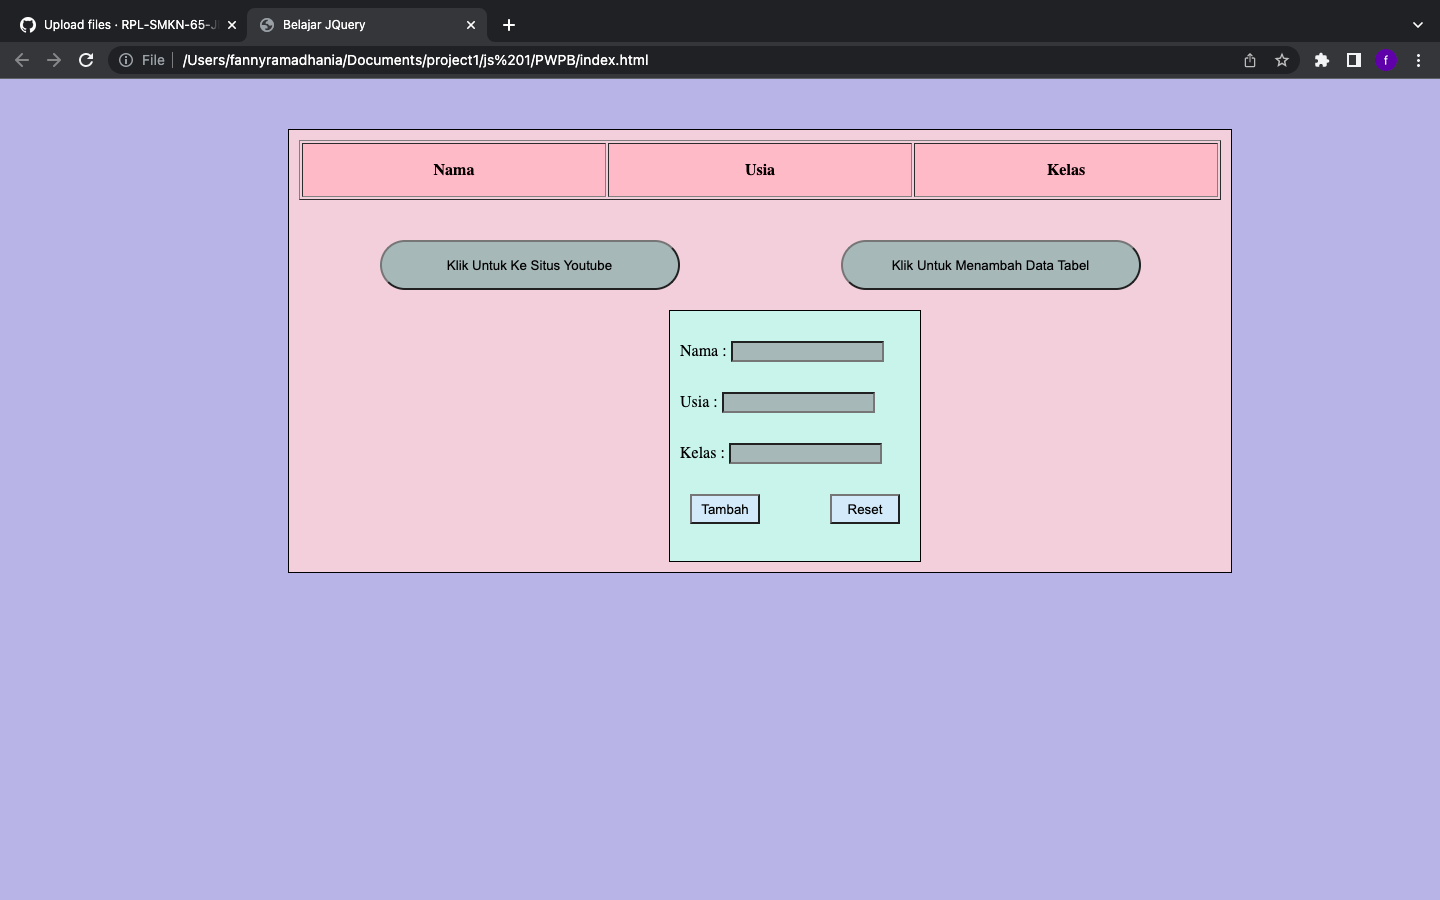 Upload files · RPL-SMKN-65-J
Belajar JQuery
File
/Users/fannyramadhania/Documents/project1/js%201/PWPB/index.html
f
Nama Usia Kelas
Klik Untuk Ke Situs Youtube
Klik Untuk Menambah Data Tabel
Nama :
Usia :
Kelas :
Tambah Reset